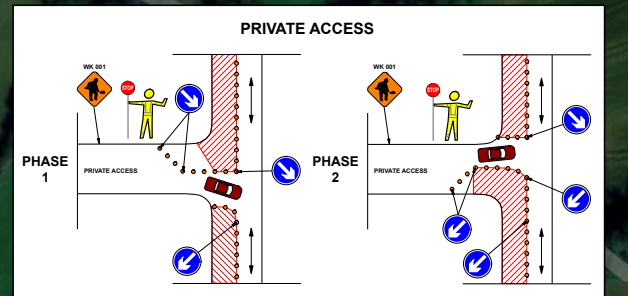 PRIVATE ACCESS
WK 001
STOP
PHASE
1
PRIVATE ACCESS
WK 001
STOP
PHASE
2
PRIVATE ACCESS